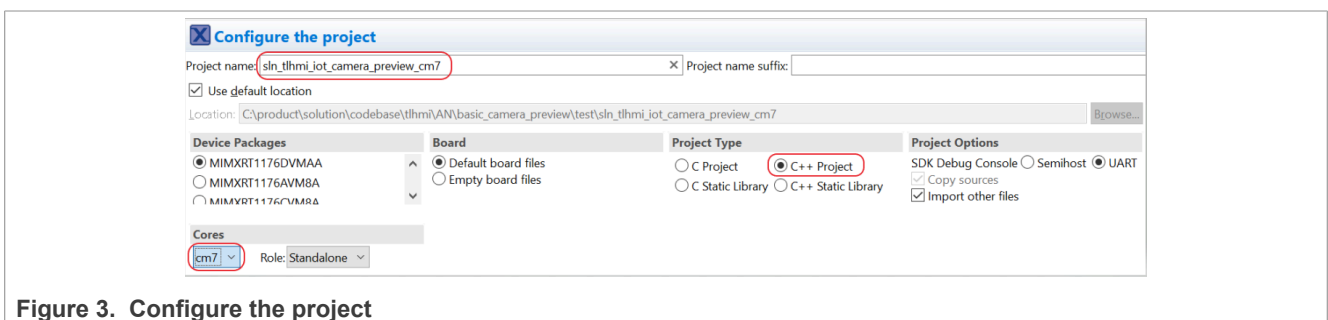 Configure the project
Project name: sln_tlhmi_iot_camera_preview_cm7 Project name suffix:
Use default location
Location: C:\product\solution\codebase\tlhmi\AN\basic_camera_preview\test\sln_tlhmi_iot_camera_preview_cm7 Browse...
Device Packages Board Project Type Project Options
MIMXRT1176DVMAA Default board files C Project C++ Project SDK Debug Console Semihost UART
MIMXRT1176AVM8A Empty board files C Static Library C++ Static Library Copy sources
MIMXRT1176CVM8A Import other files
Cores
cm7 Role: Standalone
Figure 3. Configure the project